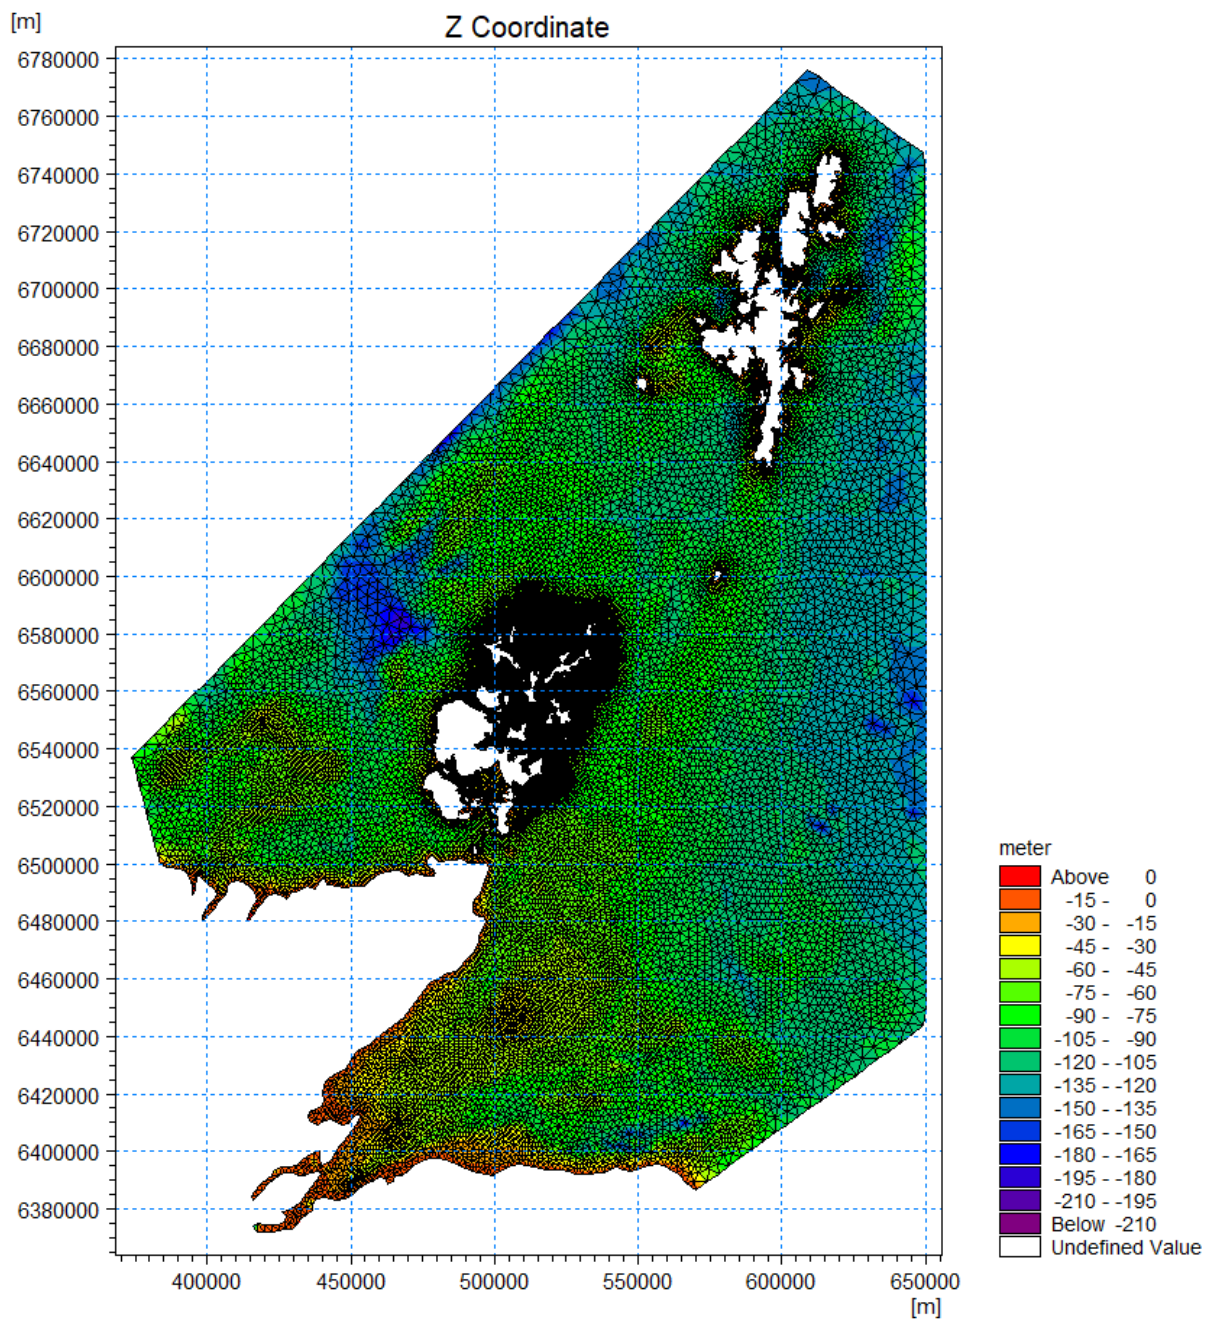 [m]
Z Coordinate
6780000
6760000
6740000
6720000
6700000
6680000
6660000
6640000
6620000
6600000
6580000
6560000
6540000
6520000
6500000
6480000
6460000
6440000
6420000
6400000
6380000
400000 450000 500000 550000 600000 650000
[m]
meter
Above 0
-15 - 0
-30 - -15
-45 - -30
-60 - -45
-75 - -60
-90 - -75
-105 - -90
-120 - -105
-135 - -120
-150 - -135
-165 - -150
-180 - -165
-195 - -180
-210 - -195
Below -210
Undefined Value